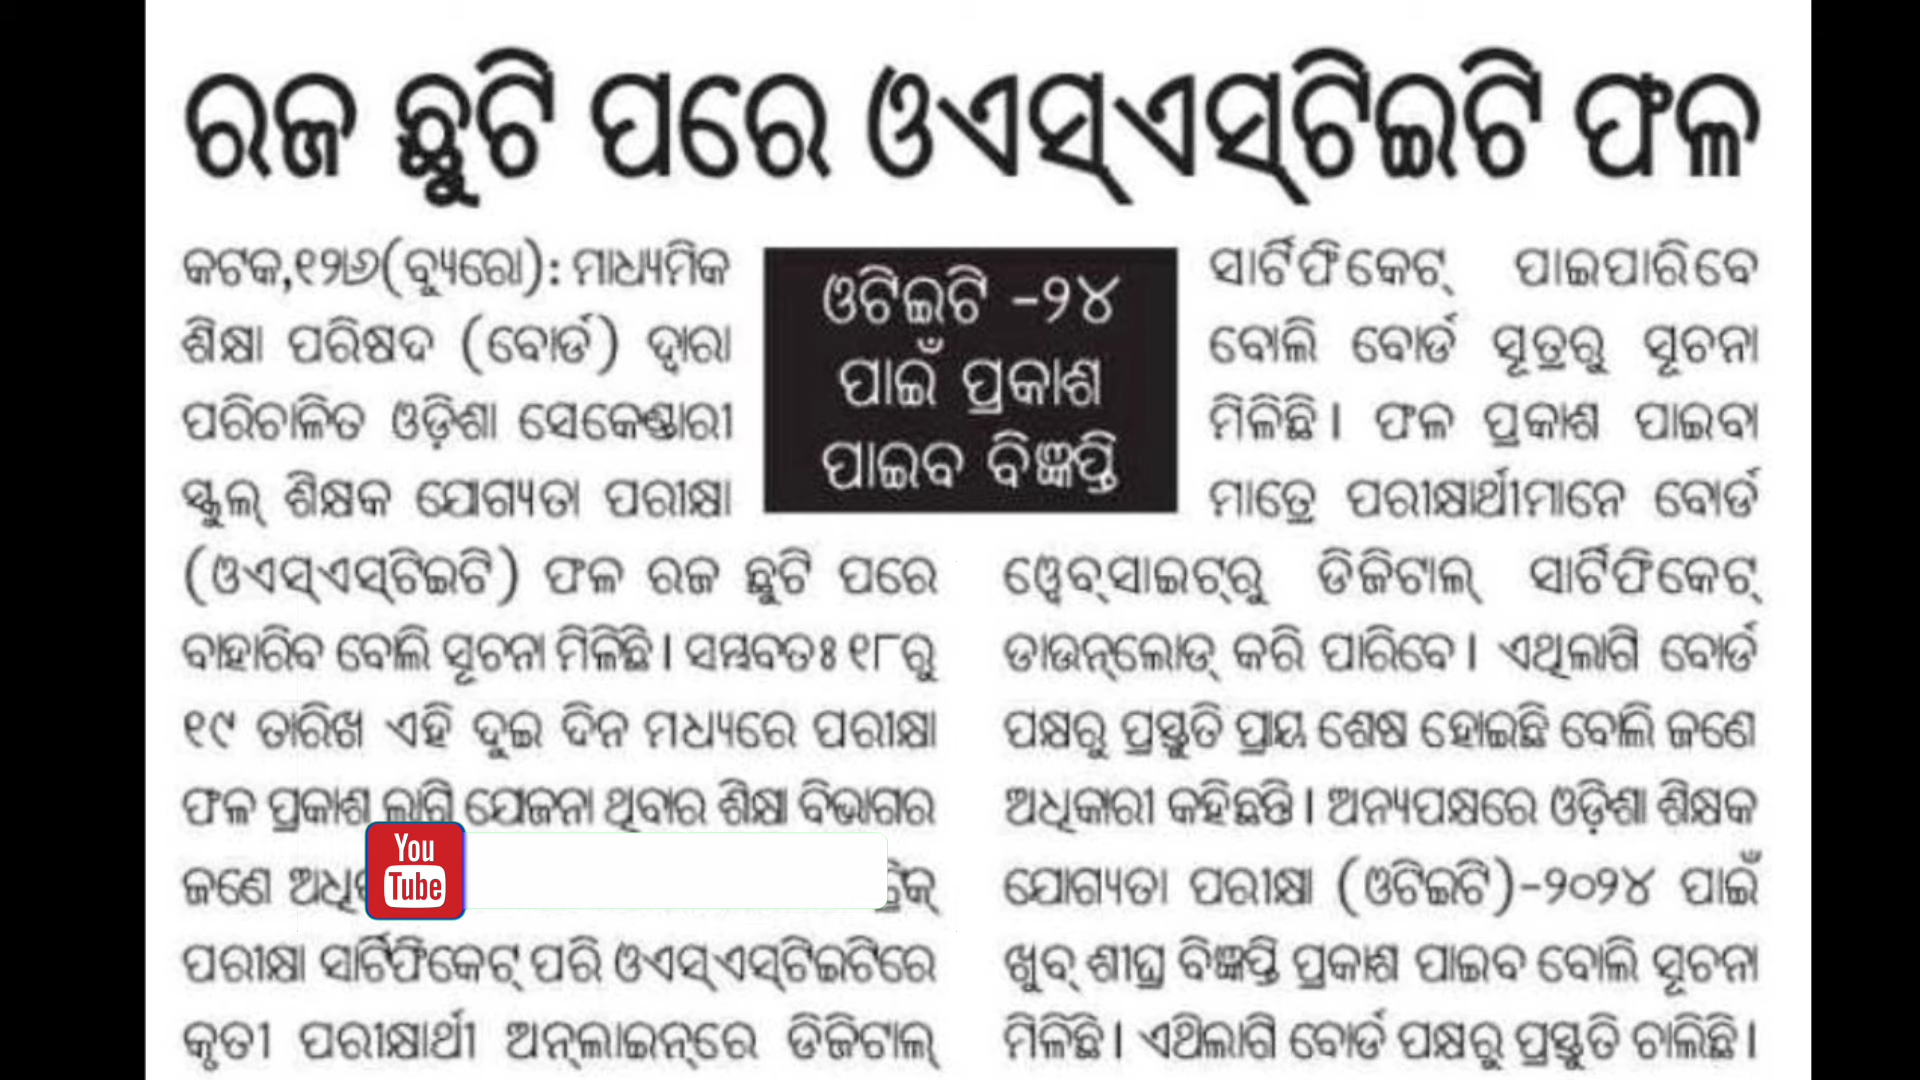 ରଜ ଛୁଟି ପରେ ଓଏସ୍ଏସ୍‌ଟିଇଟି ଫଳ
କଟକ,୧୨ା୬(ବ୍ୟୁରୋ): ମାଧ୍ୟମିକ
ଶିକ୍ଷା ପରିଷଦ (ବୋର୍ଡ) ଦ୍ୱାରା
ପରିଚାଳିତ ଓଡ଼ିଶା ସେକେଣ୍ଡାରୀ
ସ୍କୁଲ୍ ଶିକ୍ଷକ ଯୋଗ୍ୟତା ପରୀକ୍ଷା
(ଓଏସ୍ଏସ୍‌ଟିଇଟି) ଫଳ ରଜ ଛୁଟି ପରେ
ବାହାରିବ ବୋଲି ସୂଚନା ମିଳିଛି । ସମ୍ଭବତଃ ୧୮ରୁ
୧୯ ତାରିଖ ଏହି ଦୁଇ ଦିନ ମଧ୍ୟରେ ପରୀକ୍ଷା
ଫଳ ପ୍ରକାଶ ଲାଗି ଯୋଜନା ଥିବାର ଶିକ୍ଷା ବିଭାଗର
ଜଣେ
You
Tube
ପରୀକ୍ଷା ସାର୍ଟିଫିକେଟ୍ ପରି ଓଏସ୍ଏସ୍‌ଟିଇଟିରେ
କୃତୀ ପରୀକ୍ଷାର୍ଥୀ ଅନ୍‌ଲାଇନ୍‌ରେ ଡିଜିଟାଲ୍
ଓଟିଇଟି -୨୪
ପାଇଁ ପ୍ରକାଶ
ପାଇବ ବିଜ୍ଞପ୍ତି
ସାର୍ଟିଫିକେଟ୍ ପାଇପାରିବେ
ବୋଲି ବୋର୍ଡ ସୂତ୍ରରୁ ସୂଚନା
ମିଳିଛି । ଫଳ ପ୍ରକାଶ ପାଇବା
ମାତ୍ରେ ପରୀକ୍ଷାର୍ଥୀମାନେ ବୋର୍ଡ
ୱେବ୍‌ସାଇଟ୍‌ରୁ ଡିଜିଟାଲ୍ ସାର୍ଟିଫିକେଟ୍
ଡାଉନ୍‌ଲୋଡ୍ କରି ପାରିବେ । ଏଥିଲାଗି ବୋର୍ଡ
ପକ୍ଷରୁ ପ୍ରସ୍ତୁତି ପ୍ରାୟ ଶେଷ ହୋଇଛି ବୋଲି ଜଣେ
ଅଧିକାରୀ କହିଛନ୍ତି । ଅନ୍ୟପକ୍ଷରେ ଓଡ଼ିଶା ଶିକ୍ଷକ
ଯୋଗ୍ୟତା ପରୀକ୍ଷା (ଓଟିଇଟି)-୨୦୨୪ ପାଇଁ
ଖୁବ୍ ଶୀଘ୍ର ବିଜ୍ଞପ୍ତି ପ୍ରକାଶ ପାଇବ ବୋଲି ସୂଚନା
ମିଳିଛି । ଏଥିଲାଗି ବୋର୍ଡ ପକ୍ଷରୁ ପ୍ରସ୍ତୁତି ଚାଲିଛି ।